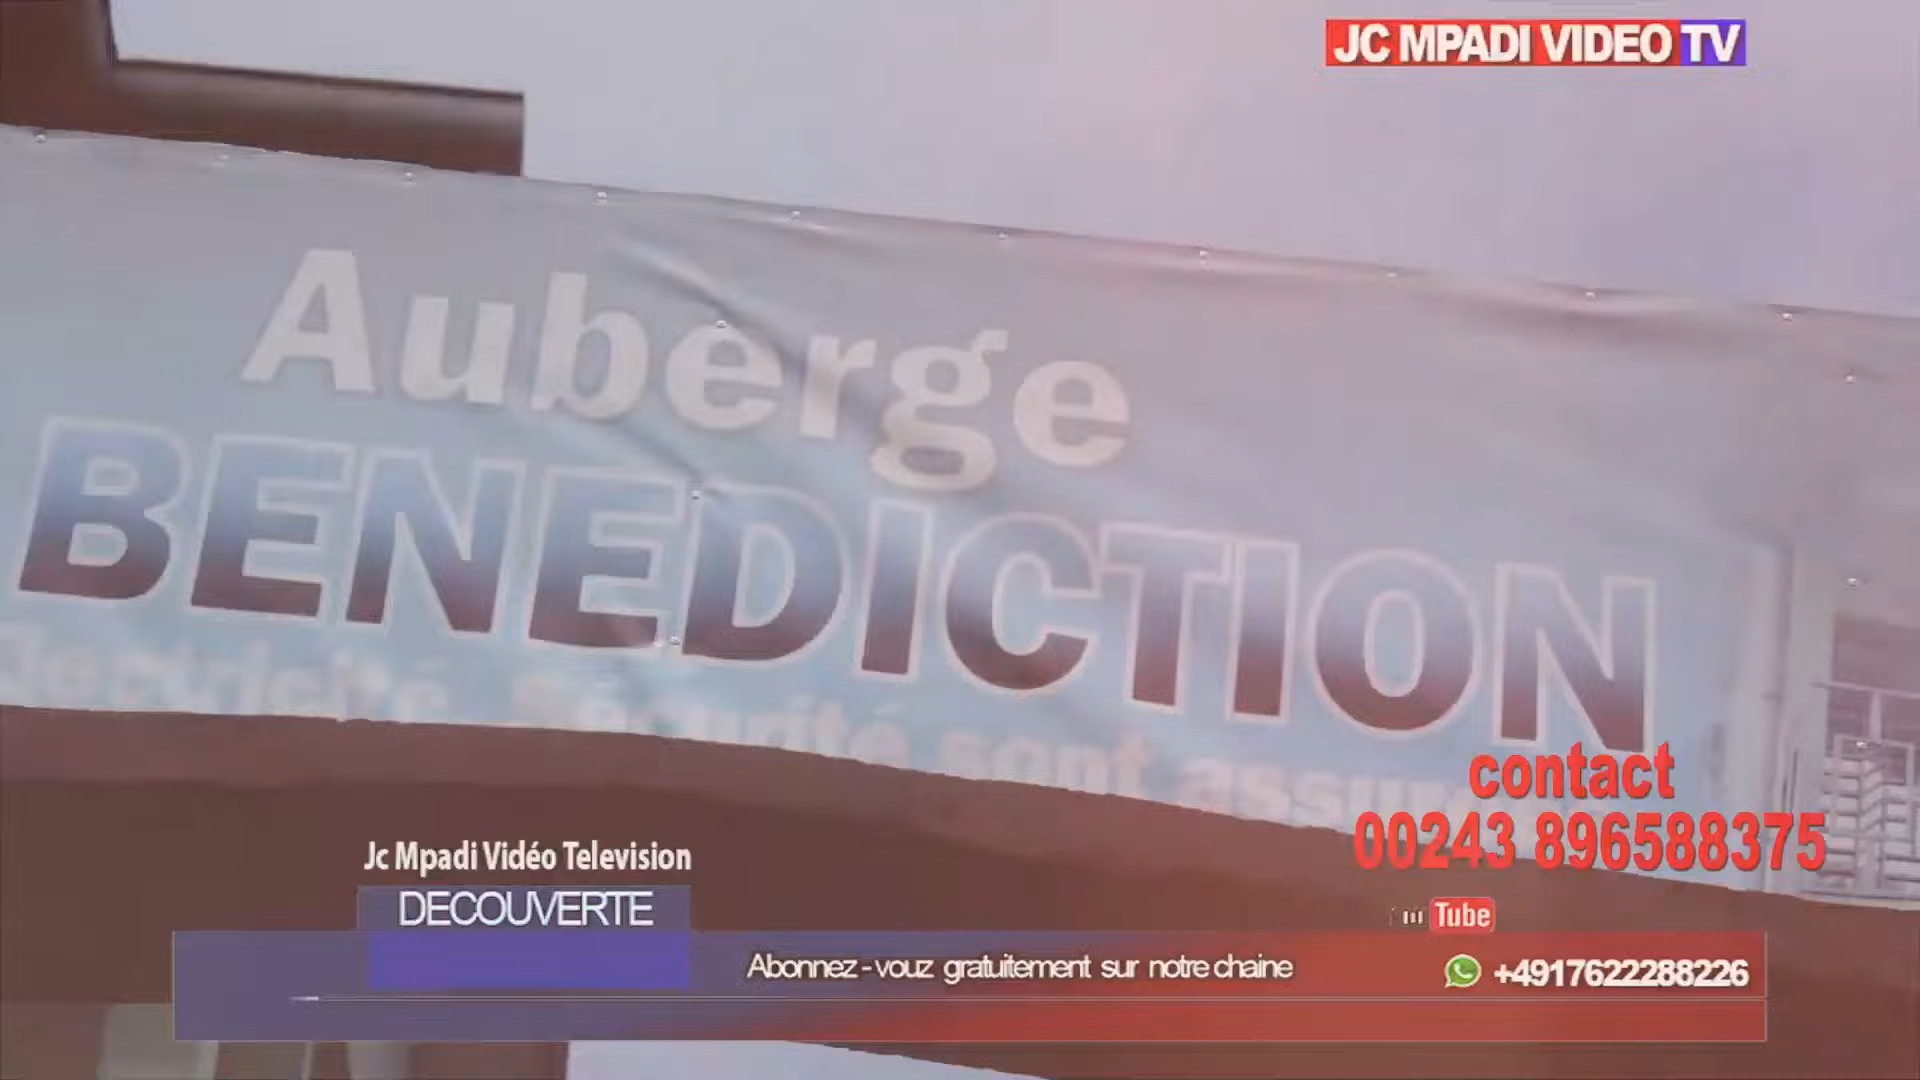 JC MPADI VIDEO TV
Auberge
BENEDICTION
Sécurité sont
contact
00243 896588375
Jc Mpadi Vidéo Television
DECOUVERTE
Tube
Abonnez-vouz gratuitement sur notre chaine
+4917622288226